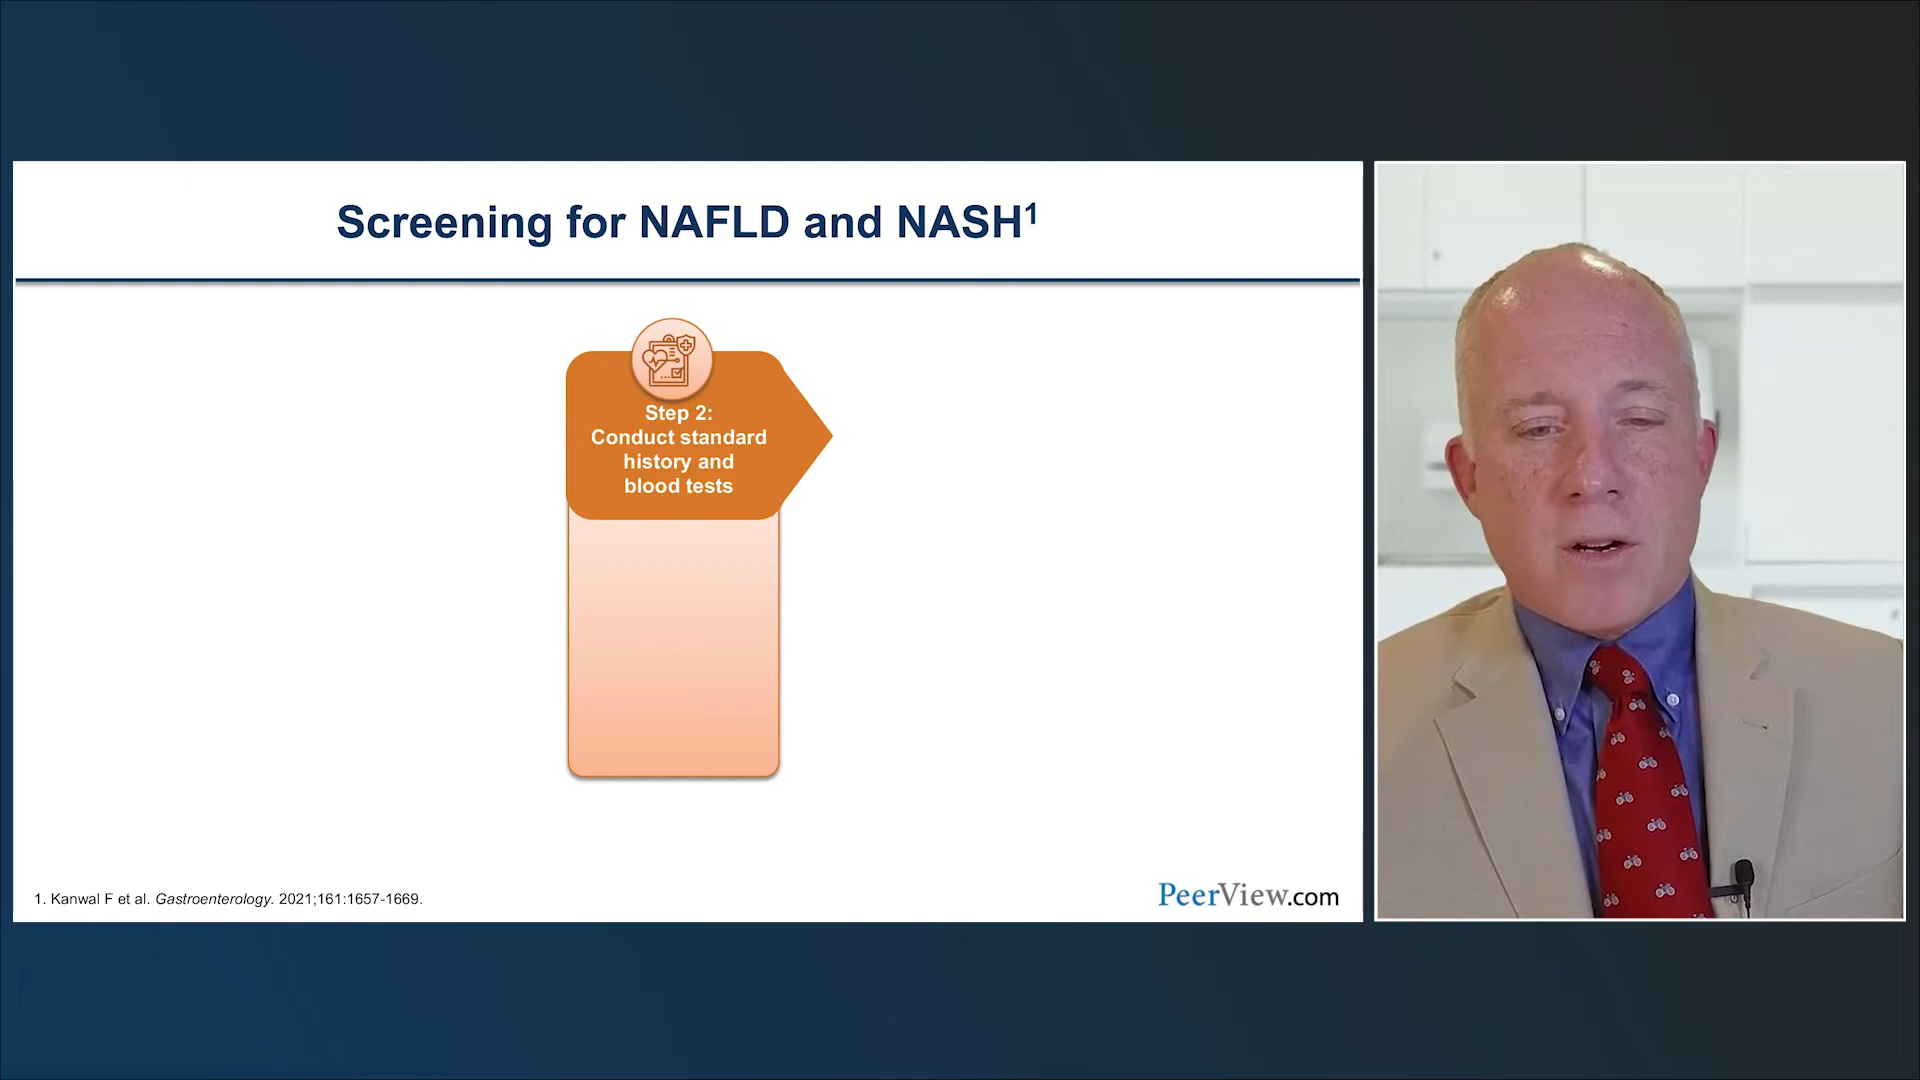 Screening for NAFLD and NASH¹
Step 2:
Conduct standard
history and
blood tests
1. Kanwal F et al. Gastroenterology. 2021;161:1657-1669.
PeerView.com